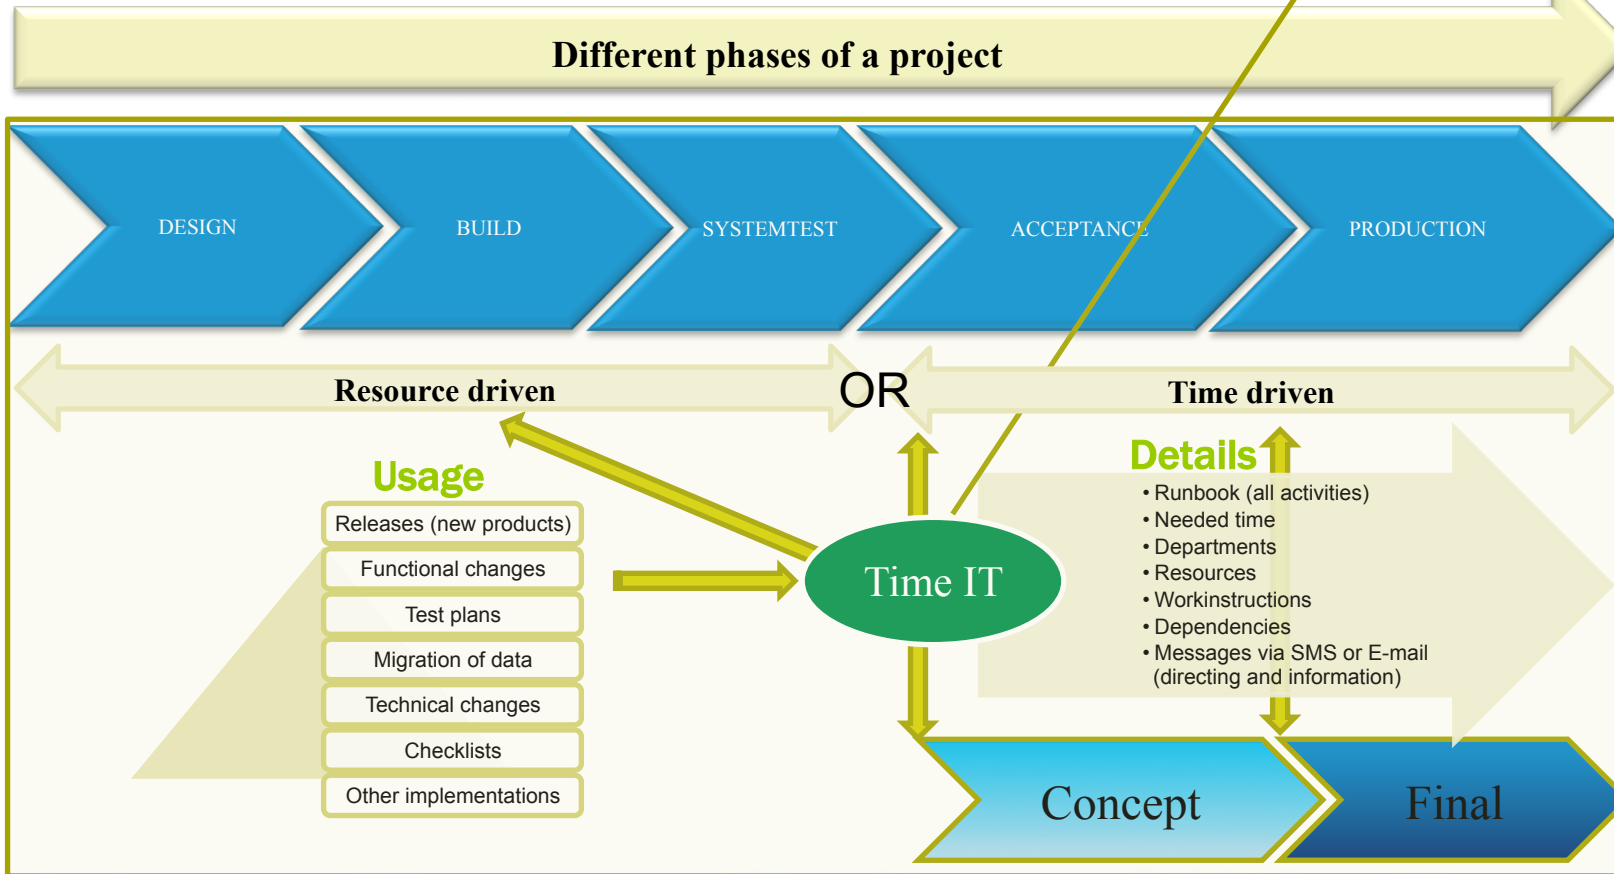 Different phases of a project
DESIGN
BUILD
SYSTEMTEST
ACCEPTANCE
PRODUCTION
Resource driven
OR
Time driven
Usage
Releases (new products)
Functional changes
Test plans
Migration of data
Technical changes
Checklists
Other implementations
Time IT
Details
• Runbook (all activities)
• Needed time
• Departments
• Resources
• Workinstructions
• Dependencies
• Messages via SMS or E-mail
(directing and information)
Concept
Final